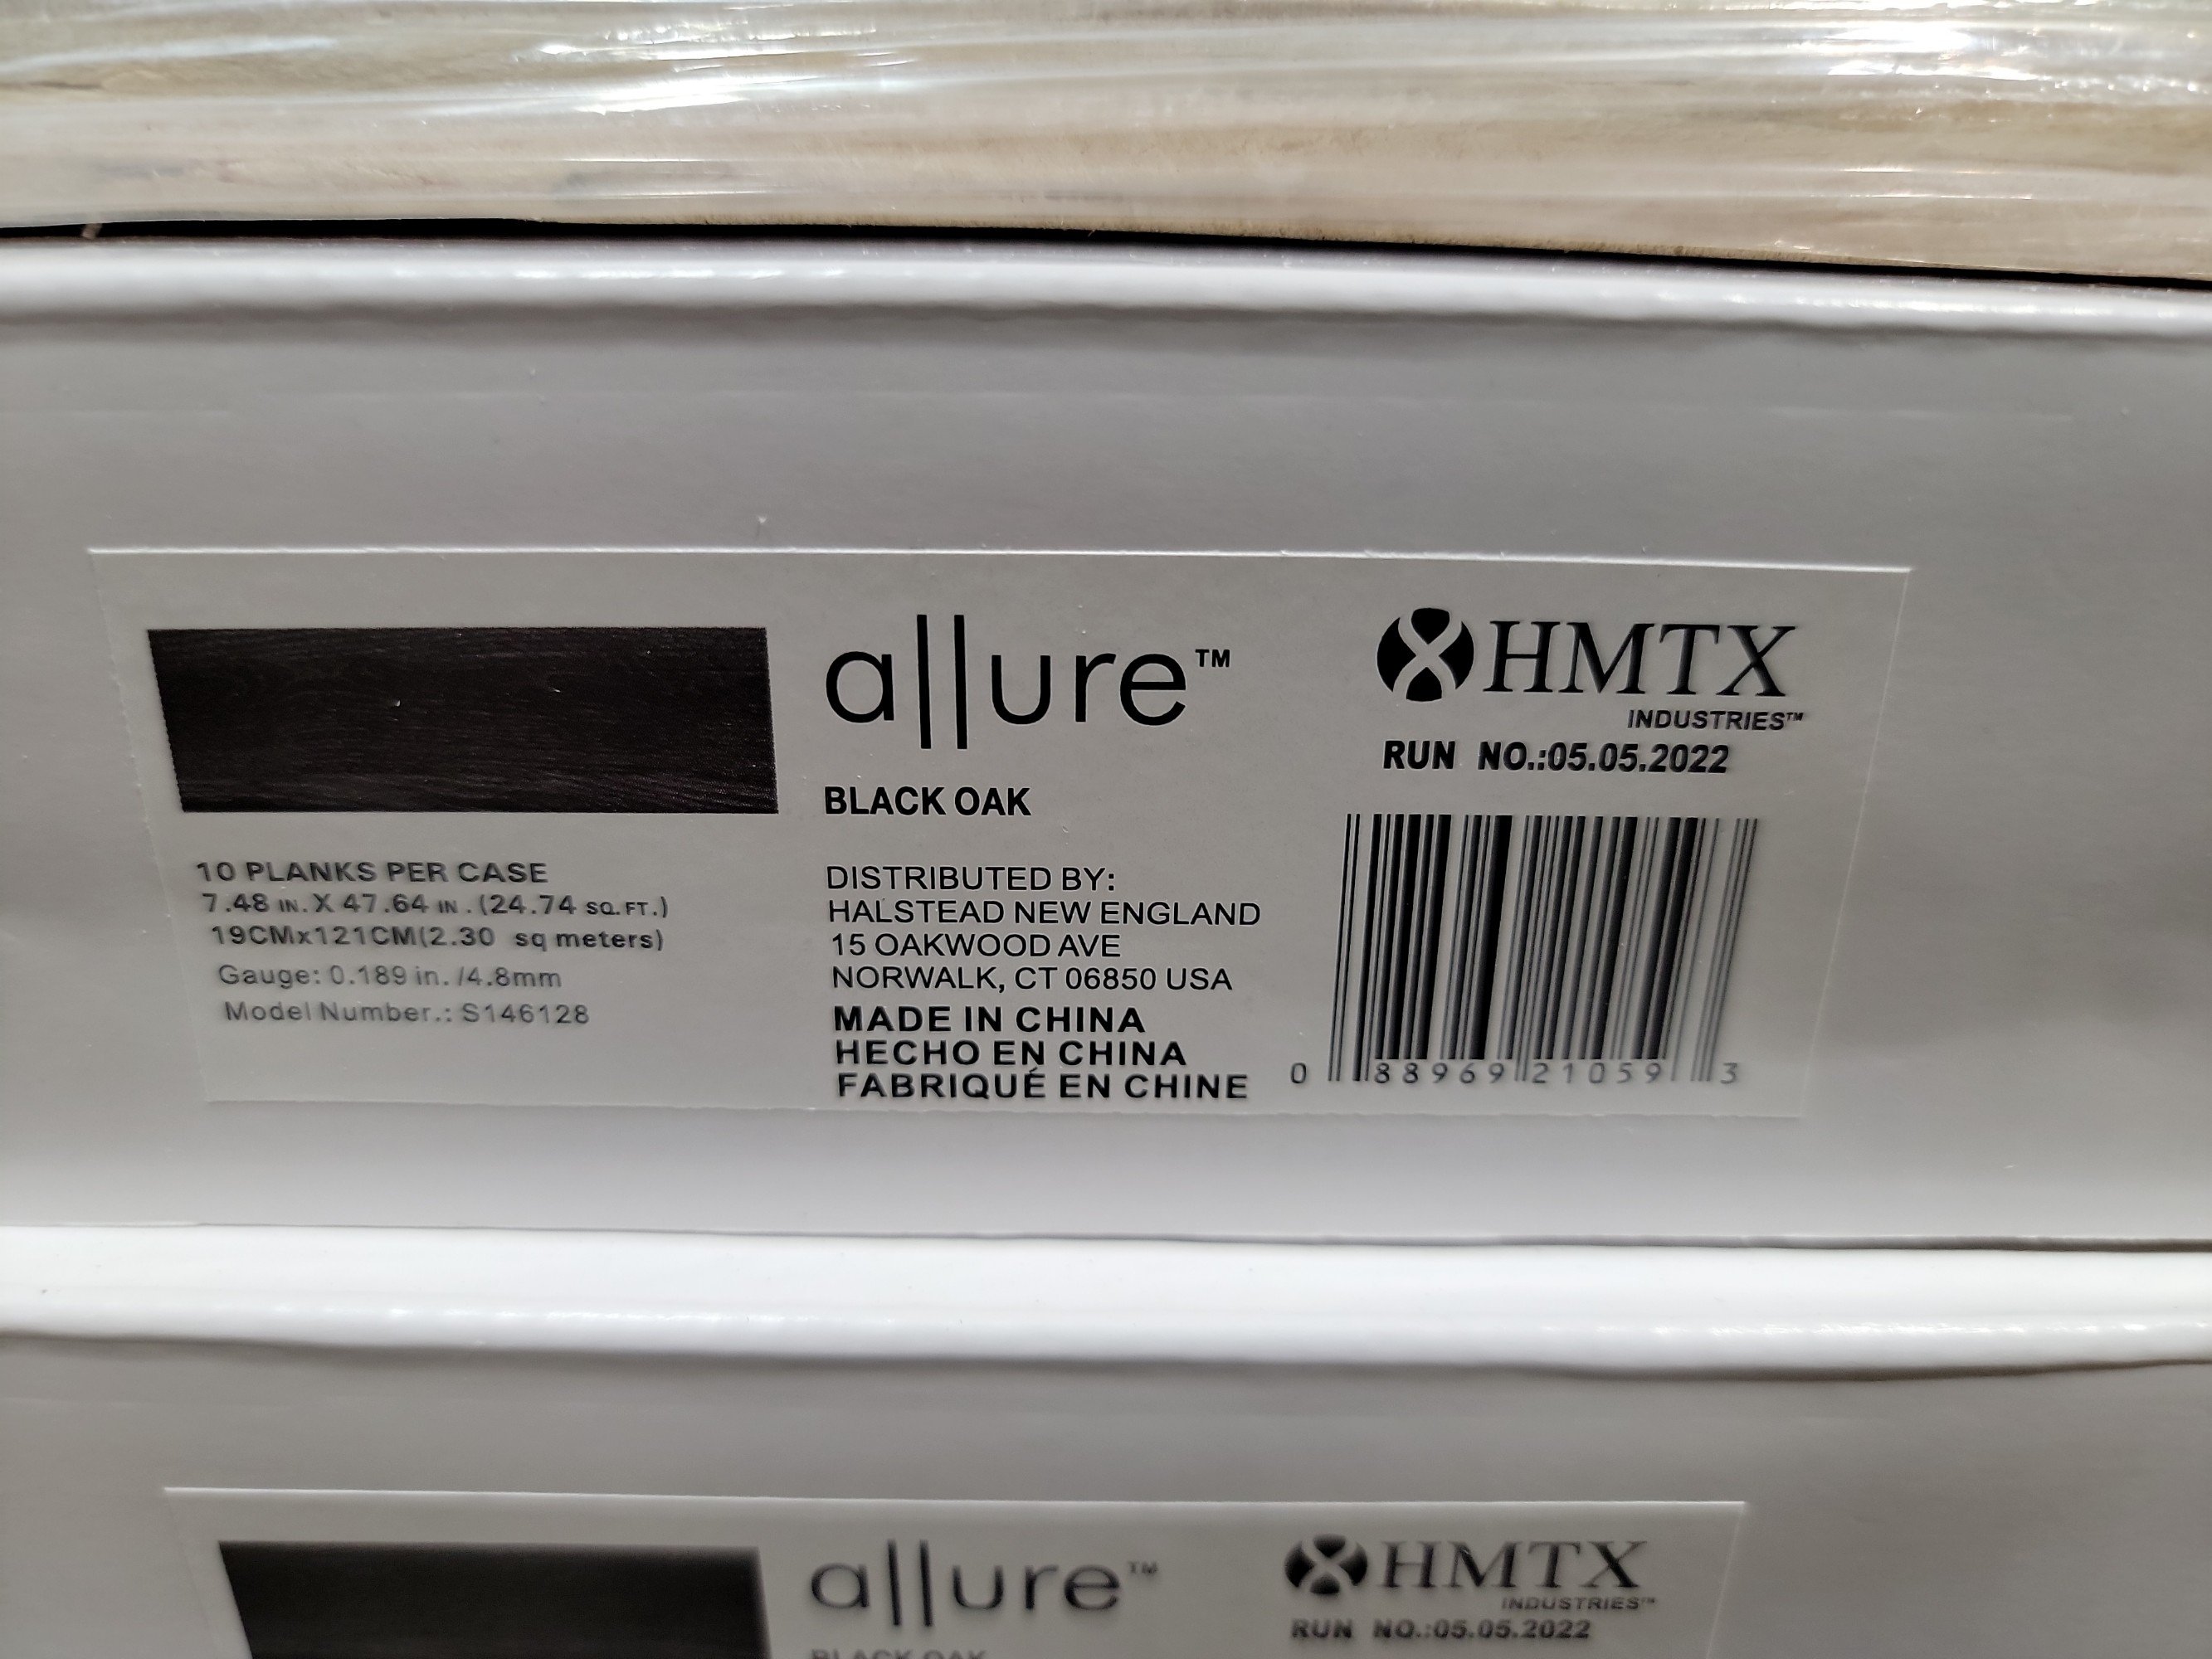 allure™
BLACK OAK
10 PLANKS PER CASE
7.48 IN. X 47.64 IN. (24.74 SQ. FT.)
19CMx121CM(2.30 sq meters)
Gauge: 0.189 in. /4.8mm
Model Number.: S146128
DISTRIBUTED BY:
HALSTEAD NEW ENGLAND
15 OAKWOOD AVE
NORWALK, CT 06850 USA
MADE IN CHINA
HECHO EN CHINA
FABRIQUÉ EN CHINE
HMTX
INDUSTRIES™
RUN NO.:05.05.2022
0 88969 21059 3
allure™
BLACK OAK
HMTX
INDUSTRIES™
RUN NO.:05.05.2022